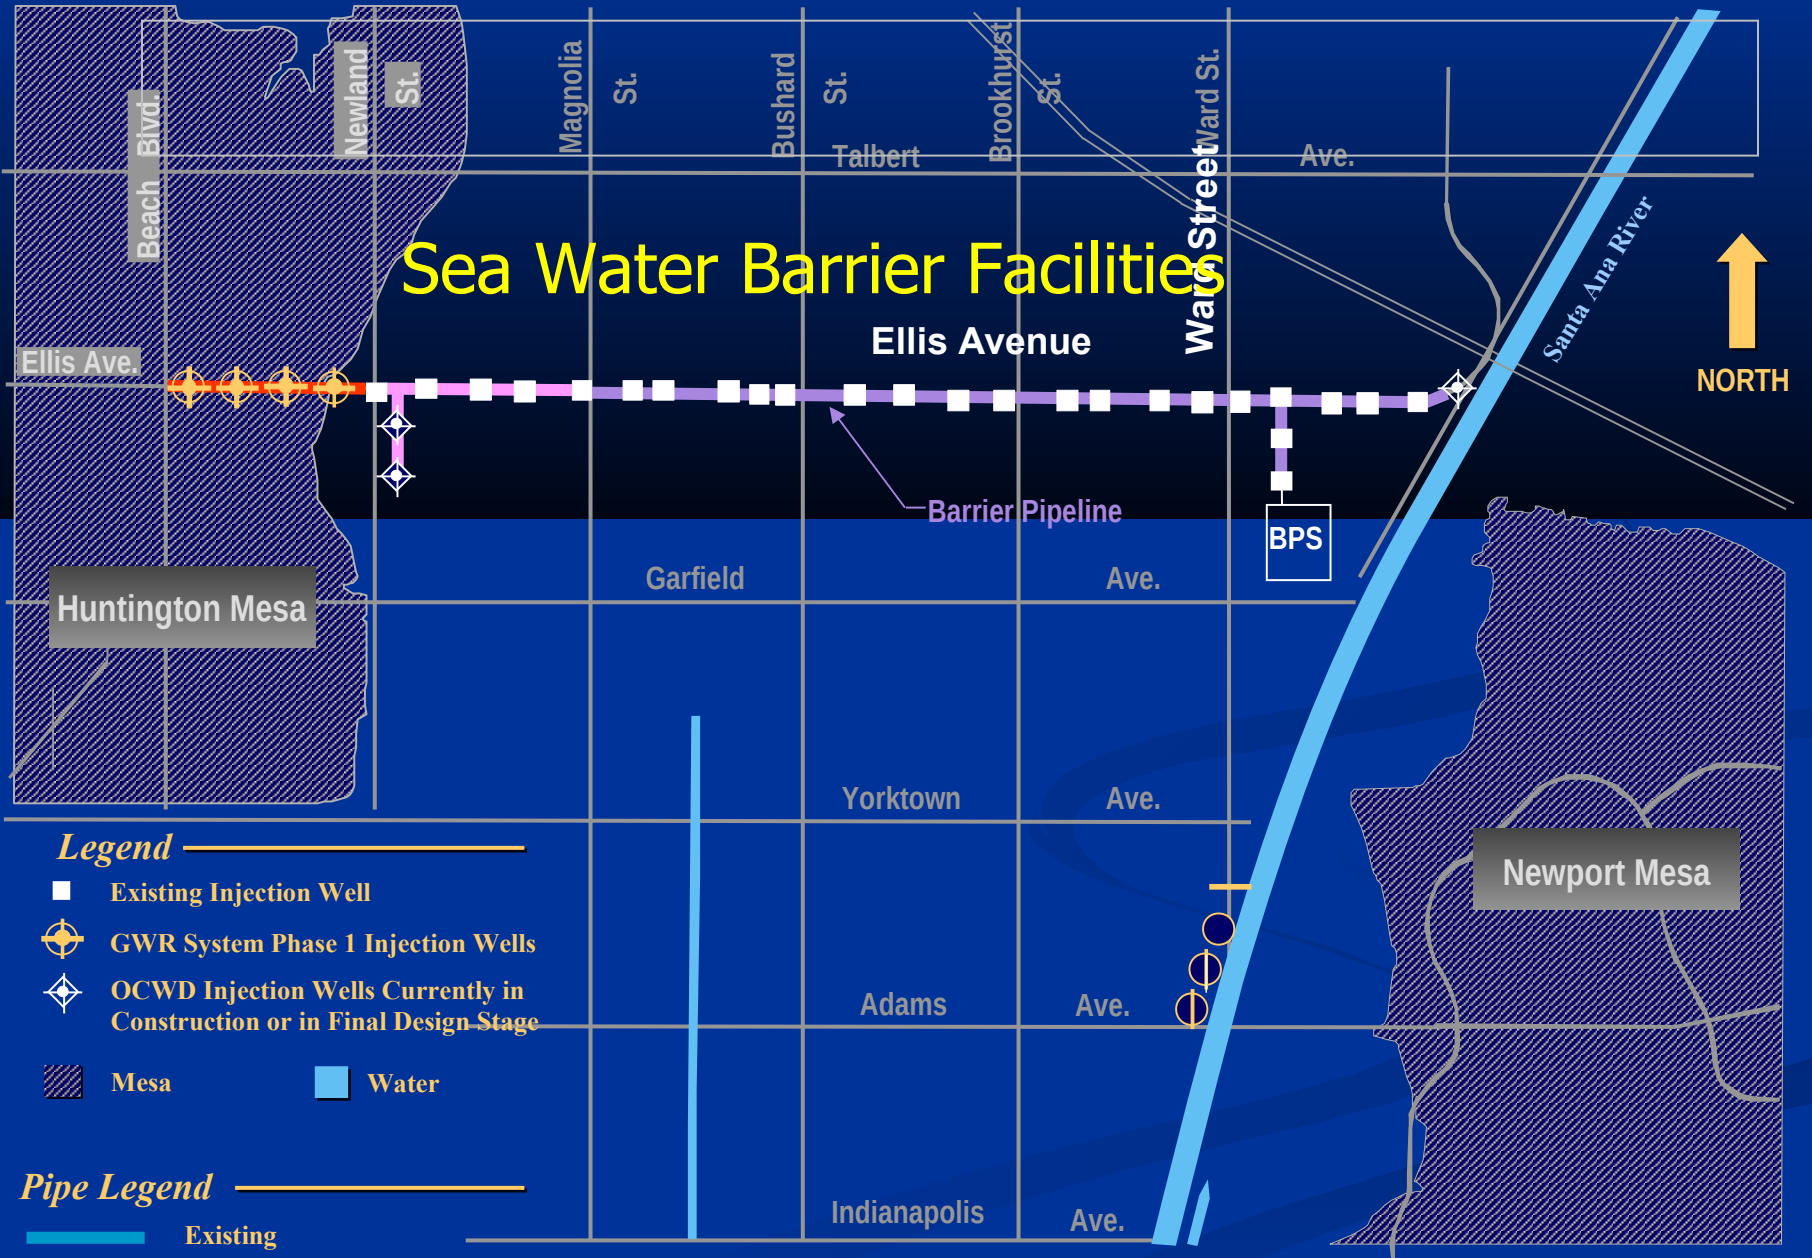 Beach Blvd.
Newland St.
Magnolia St.
Bushard St.
Brookhurst St.
Ward St.
Talbert Ave.
Ward Street
Santa Ana River
Sea Water Barrier Facilities
Ellis Avenue
Ellis Ave.
NORTH
Barrier Pipeline
BPS
Garfield Ave.
Huntington Mesa
Yorktown Ave.
Newport Mesa
Legend
Existing Injection Well
GWR System Phase 1 Injection Wells
OCWD Injection Wells Currently in
Construction or in Final Design Stage
Adams Ave.
Mesa
Water
Pipe Legend
Indianapolis Ave.
Existing